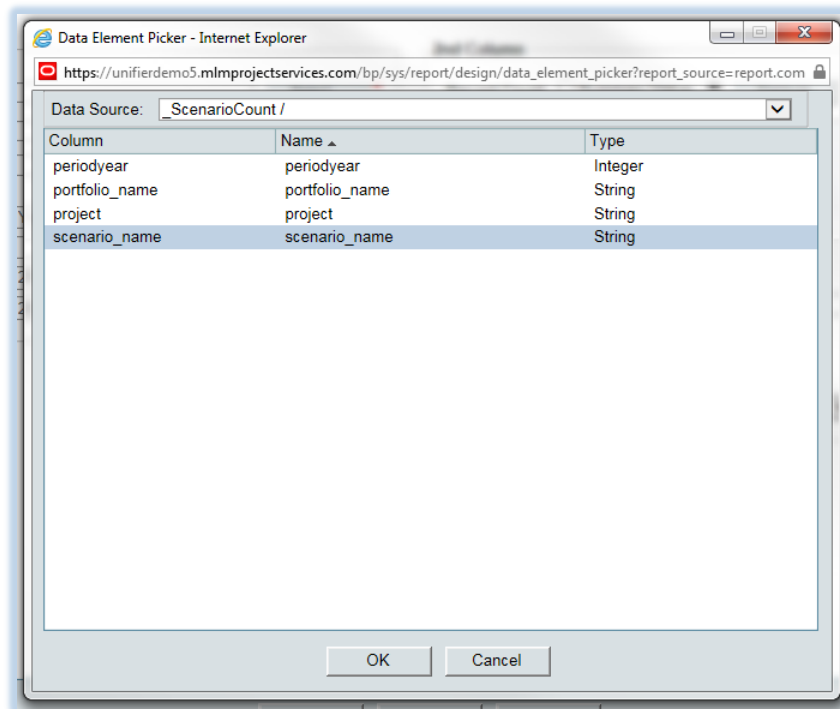 Data Element Picker - Internet Explorer
https://unifierdemo5.mlmprojectservices.com/bp/sys/report/design/data_element_picker?report_source=report.com
Data Source: _ScenarioCount /
Column Name Type
periodyear periodyear Integer
portfolio_name portfolio_name String
project project String
scenario_name scenario_name String
OK Cancel